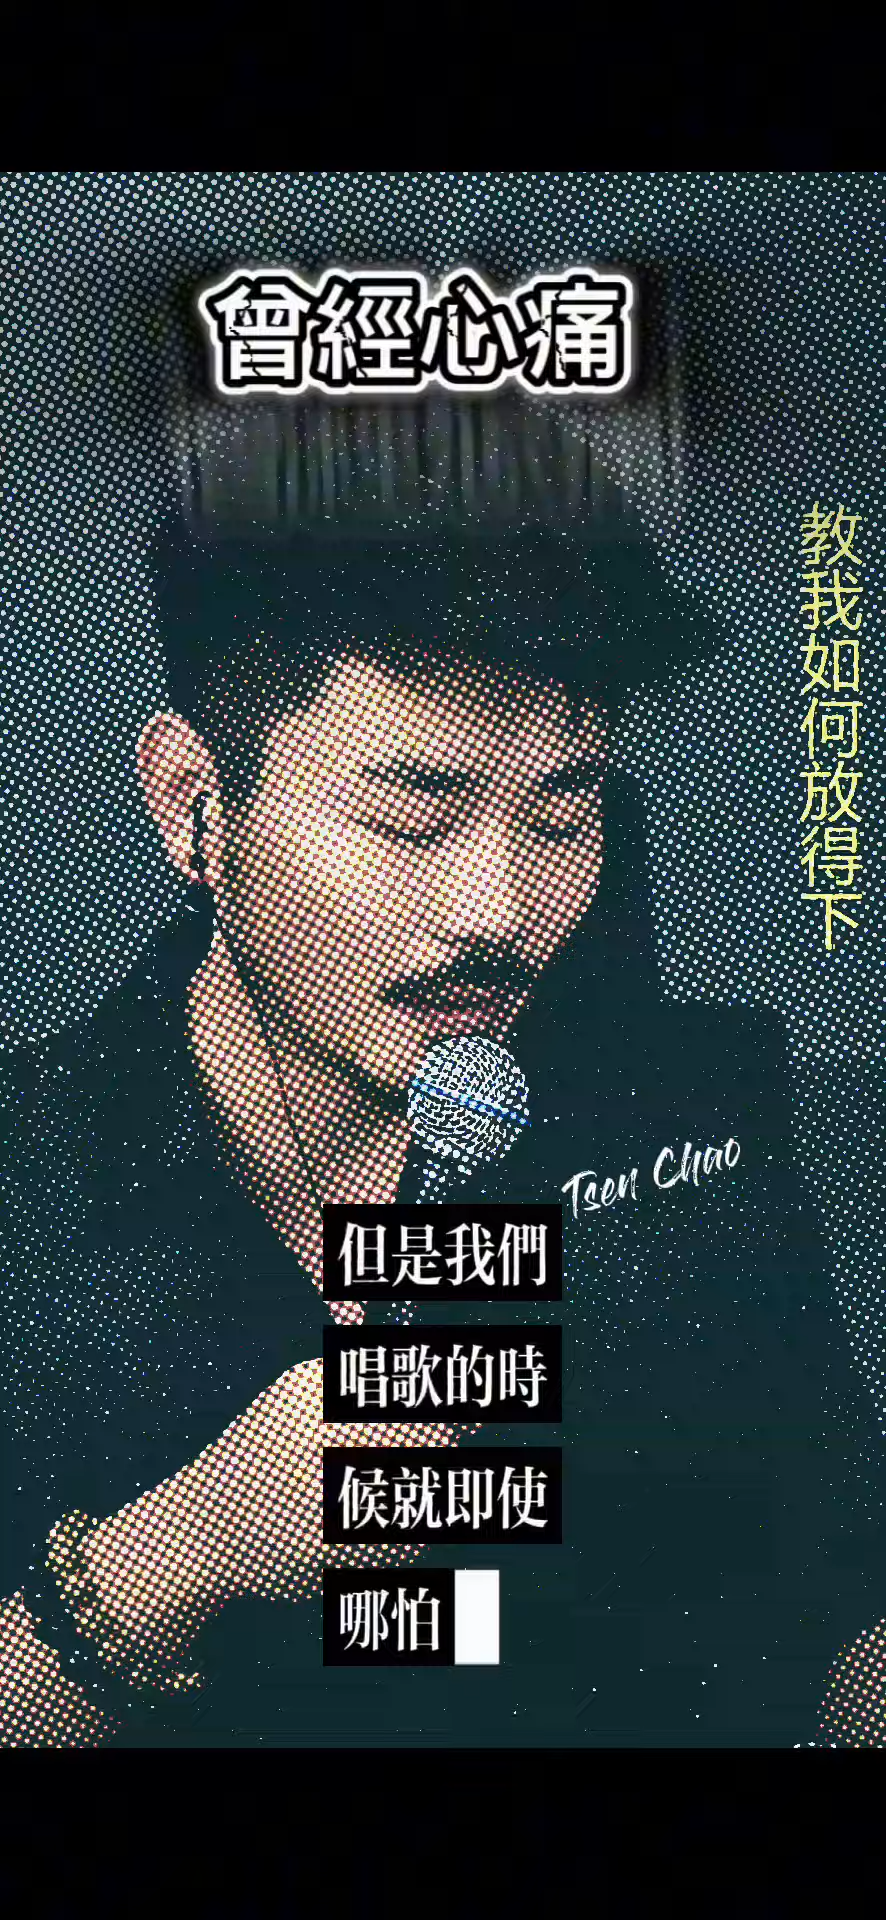 曾經心痛
教我如何放得下
Tsen Chao
但是我們
唱歌的時
候就即使
哪怕